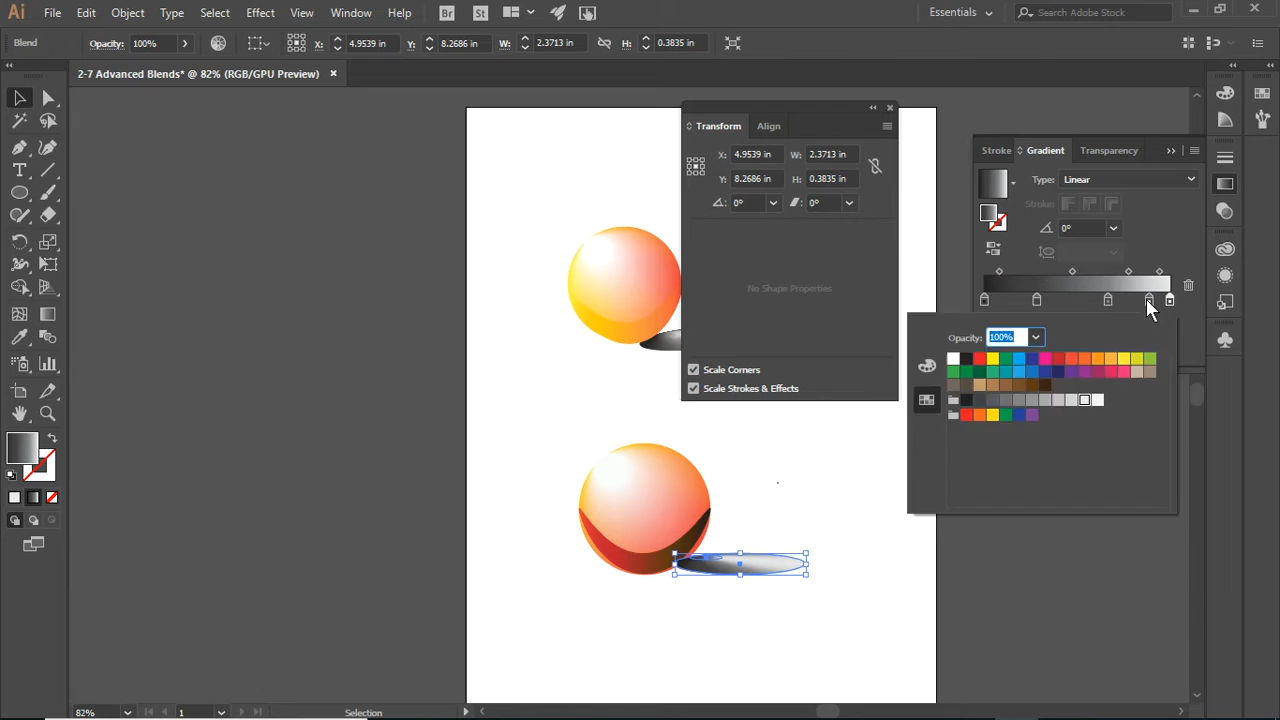 Ai File Edit Object Type Select Effect View Window Help Br St Essentials Search Adobe Stock
Blend Opacity: 100% X: 4.9539 in Y: 8.2686 in W: 2.3713 in H: 0.3835 in
2-7 Advanced Blends* @ 82% (RGB/GPU Preview)
Transform Align
X: 4.9539 in W: 2.3713 in
Y: 8.2686 in H: 0.3835 in
0° 0°
No Shape Properties
Scale Corners
Scale Strokes & Effects
Stroke Gradient Transparency
Type: Linear
Stroke:
0°
Opacity: 100%
82% 1 Selection